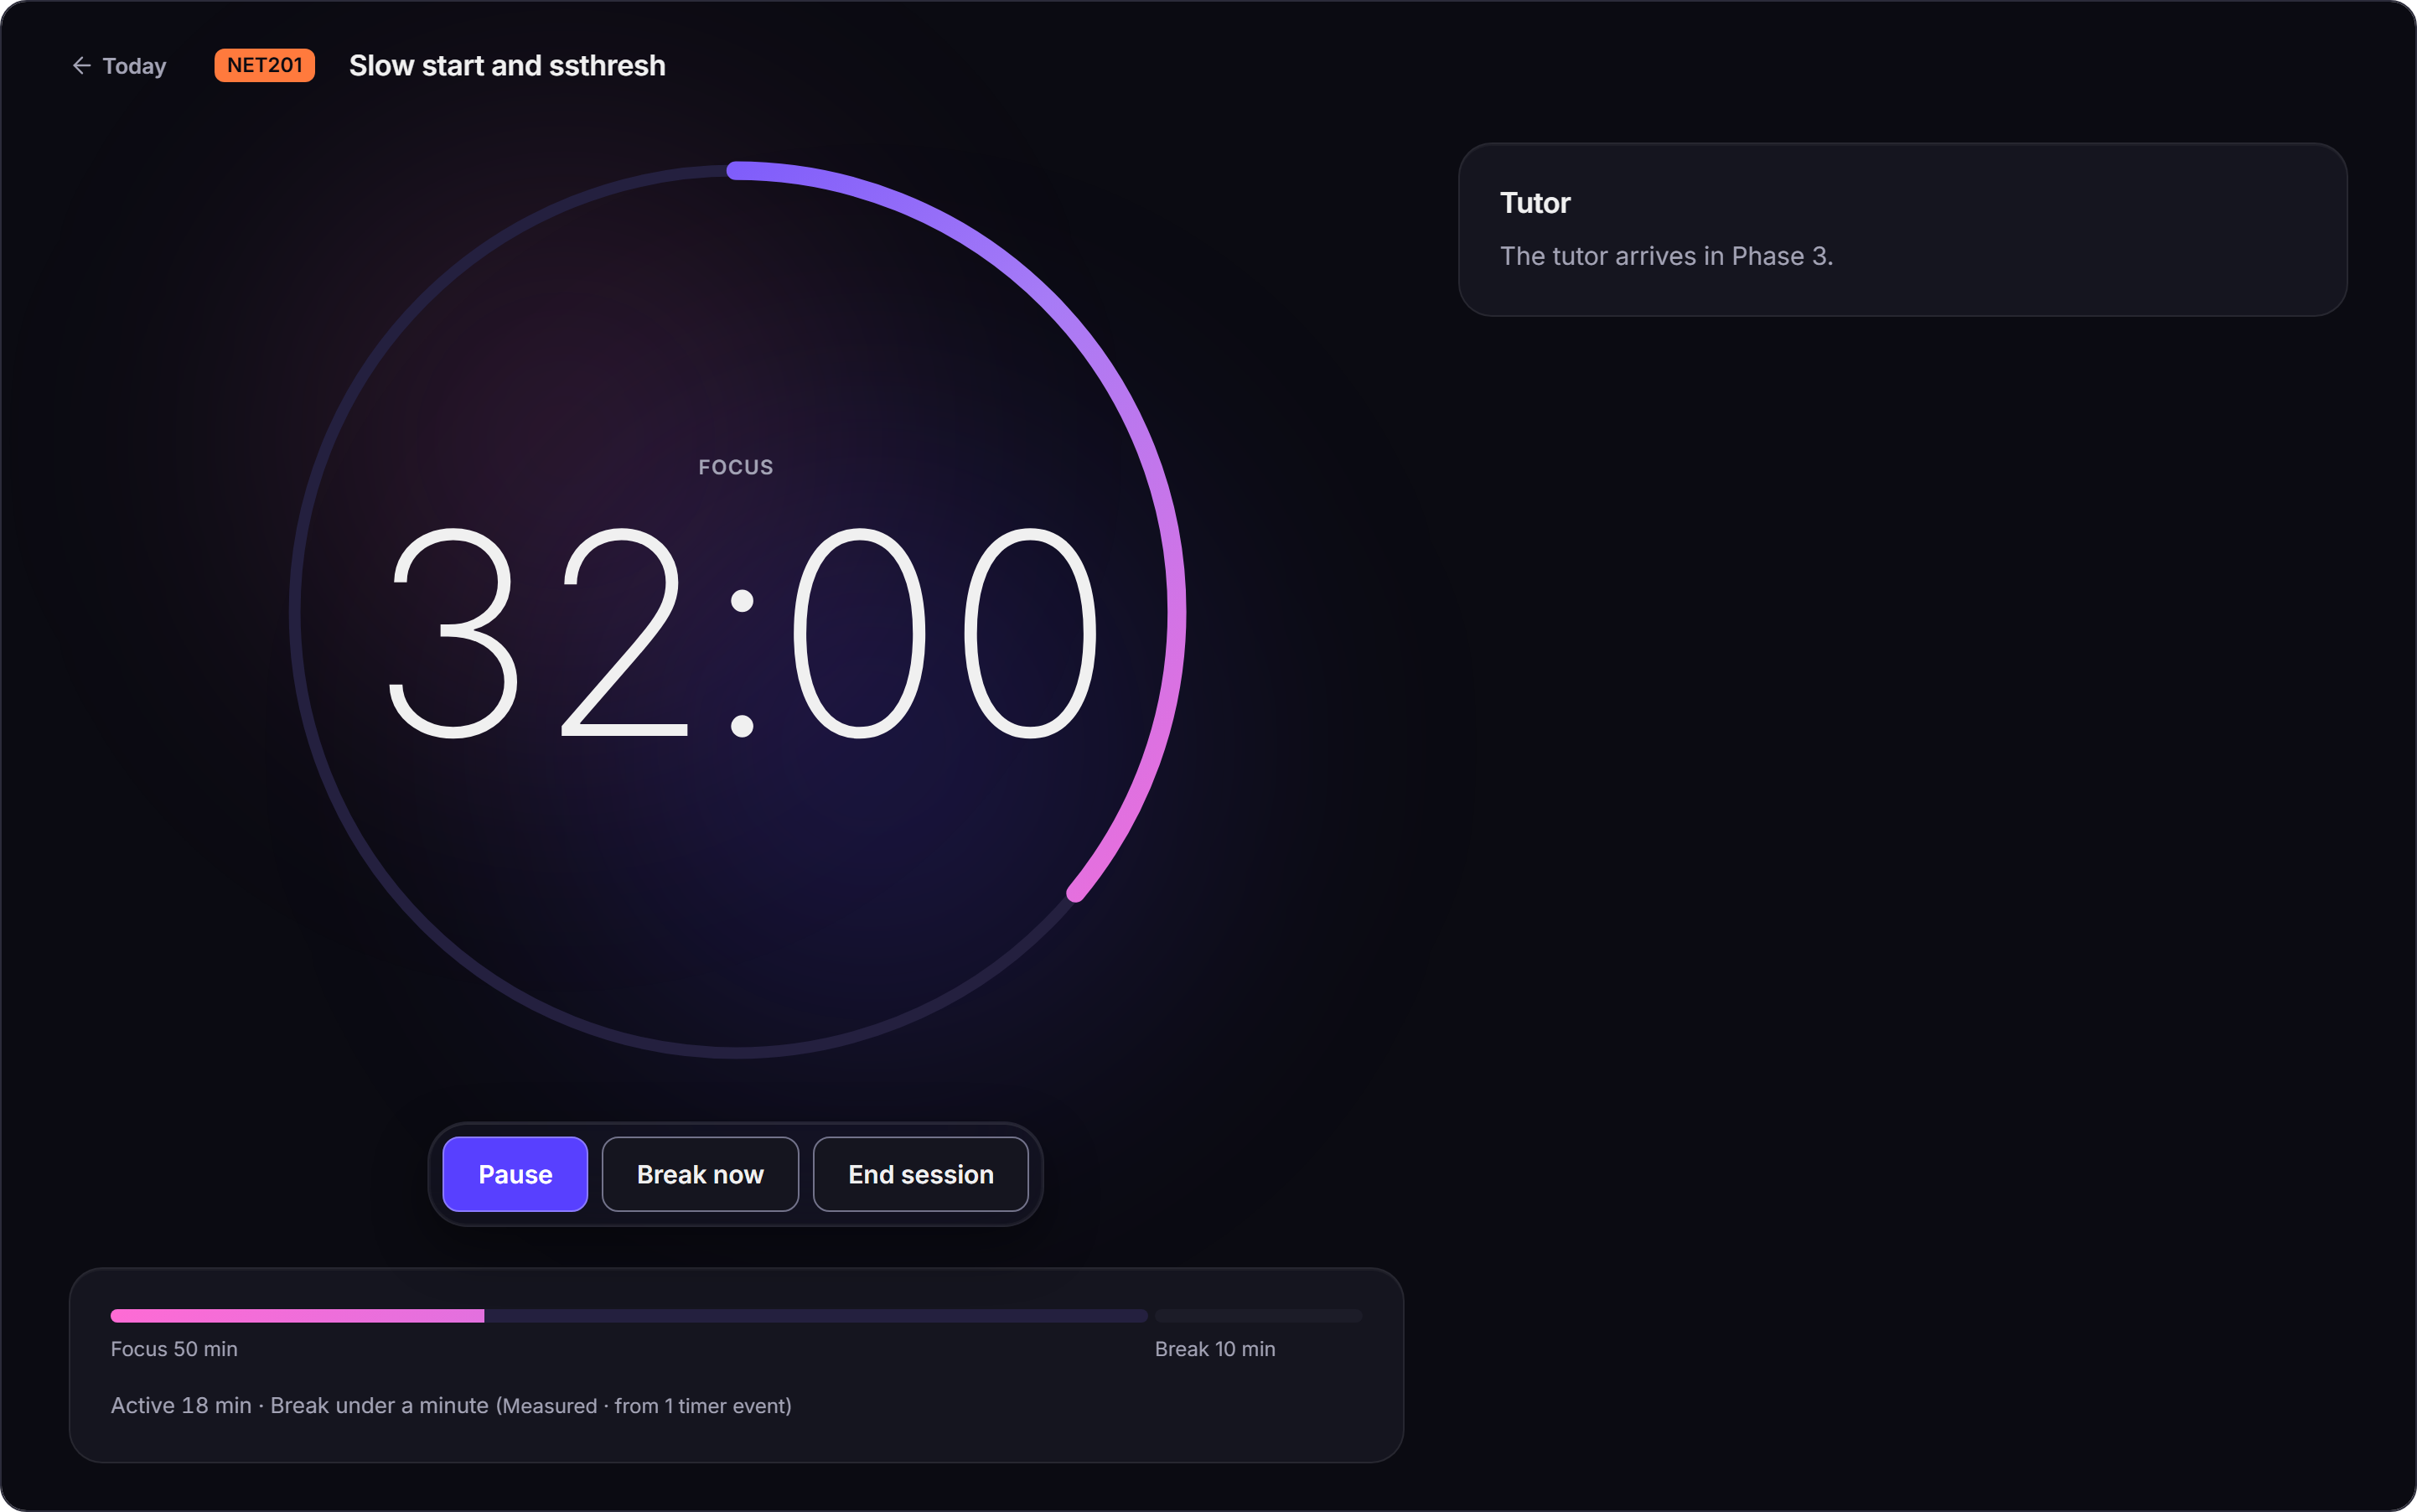 ← Today NET201 Slow start and ssthresh
Tutor
The tutor arrives in Phase 3.
FOCUS
32:00
Pause Break now End session
Focus 50 min Break 10 min
Active 18 min · Break under a minute (Measured · from 1 timer event)